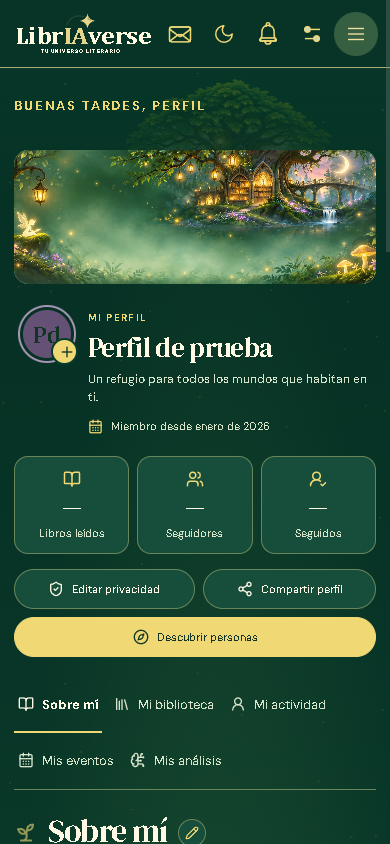 LibrIAverse
TU UNIVERSO LITERARIO
BUENAS TARDES, PERFIL
Pd
MI PERFIL
Perfil de prueba
Un refugio para todos los mundos que habitan en
ti.
Miembro desde enero de 2026
— — —
Libros leídos Seguidores Seguidos
Editar privacidad Compartir perfil
Descubrir personas
Sobre mí Mi biblioteca Mi actividad
Mis eventos Mis análisis
Sobre mí